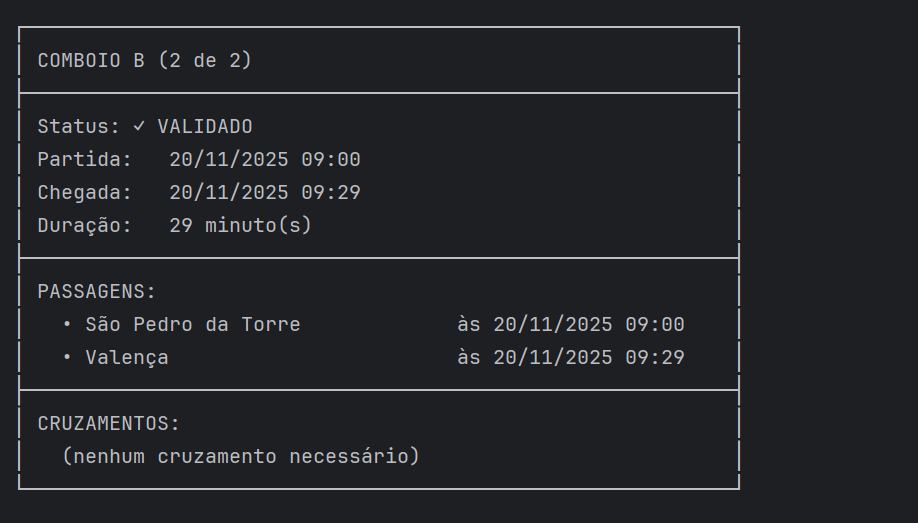 COMBOIO B (2 de 2)
Status: ✓ VALIDADO
Partida:   20/11/2025 09:00
Chegada:   20/11/2025 09:29
Duração:   29 minuto(s)
PASSAGENS:
• São Pedro da Torre             às 20/11/2025 09:00
• Valença                        às 20/11/2025 09:29
CRUZAMENTOS:
(nenhum cruzamento necessário)